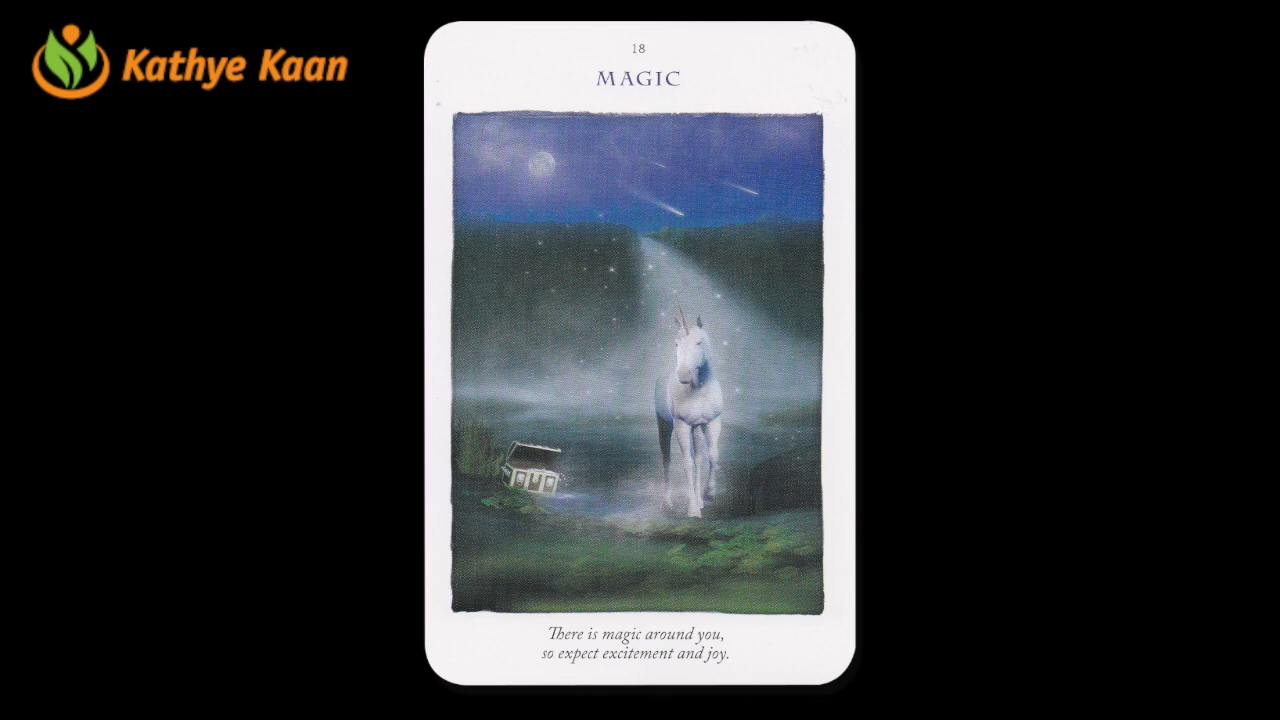 Kathye Kaan
18
MAGIC
There is magic around you,
so expect excitement and joy.